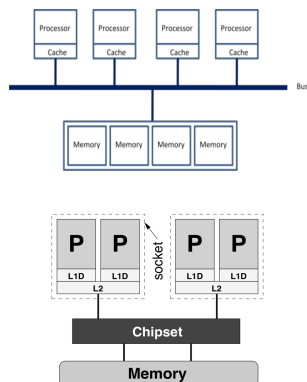 Processor Processor Processor Processor
Cache Cache Cache Cache
Bus
Memory Memory Memory Memory
socket
P P P P
L1D L1D L1D L1D
L2 L2
Chipset
Memory